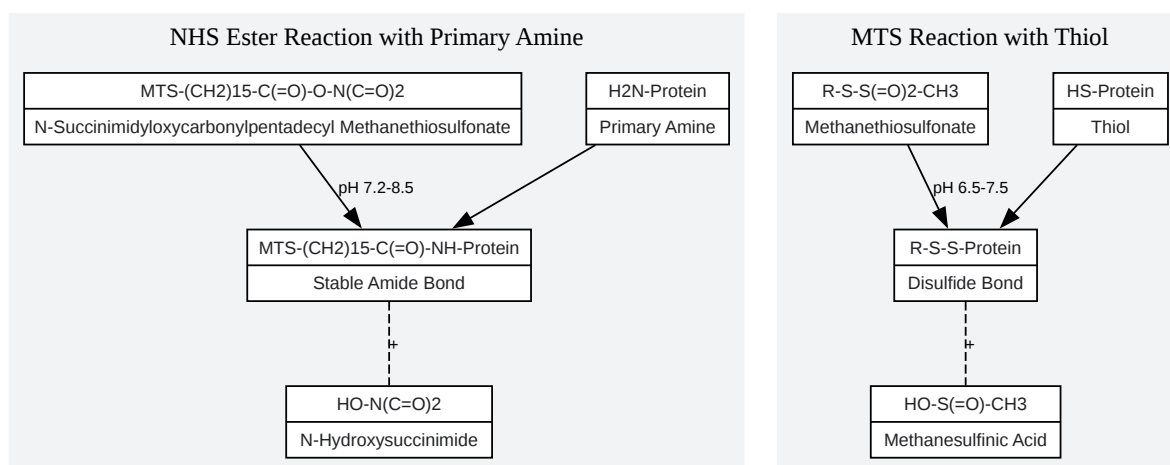 NHS Ester Reaction with Primary Amine
MTS-(CH2)15-C(=O)-O-N(C=O)2
N-Succinimidyloxycarbonylpentadecyl Methanethiosulfonate
H2N-Protein
Primary Amine
pH 7.2-8.5
MTS-(CH2)15-C(=O)-NH-Protein
Stable Amide Bond
+
HO-N(C=O)2
N-Hydroxysuccinimide
MTS Reaction with Thiol
R-S-S(=O)2-CH3
Methanethiosulfonate
HS-Protein
Thiol
pH 6.5-7.5
R-S-S-Protein
Disulfide Bond
+
HO-S(=O)-CH3
Methanesulfinic Acid